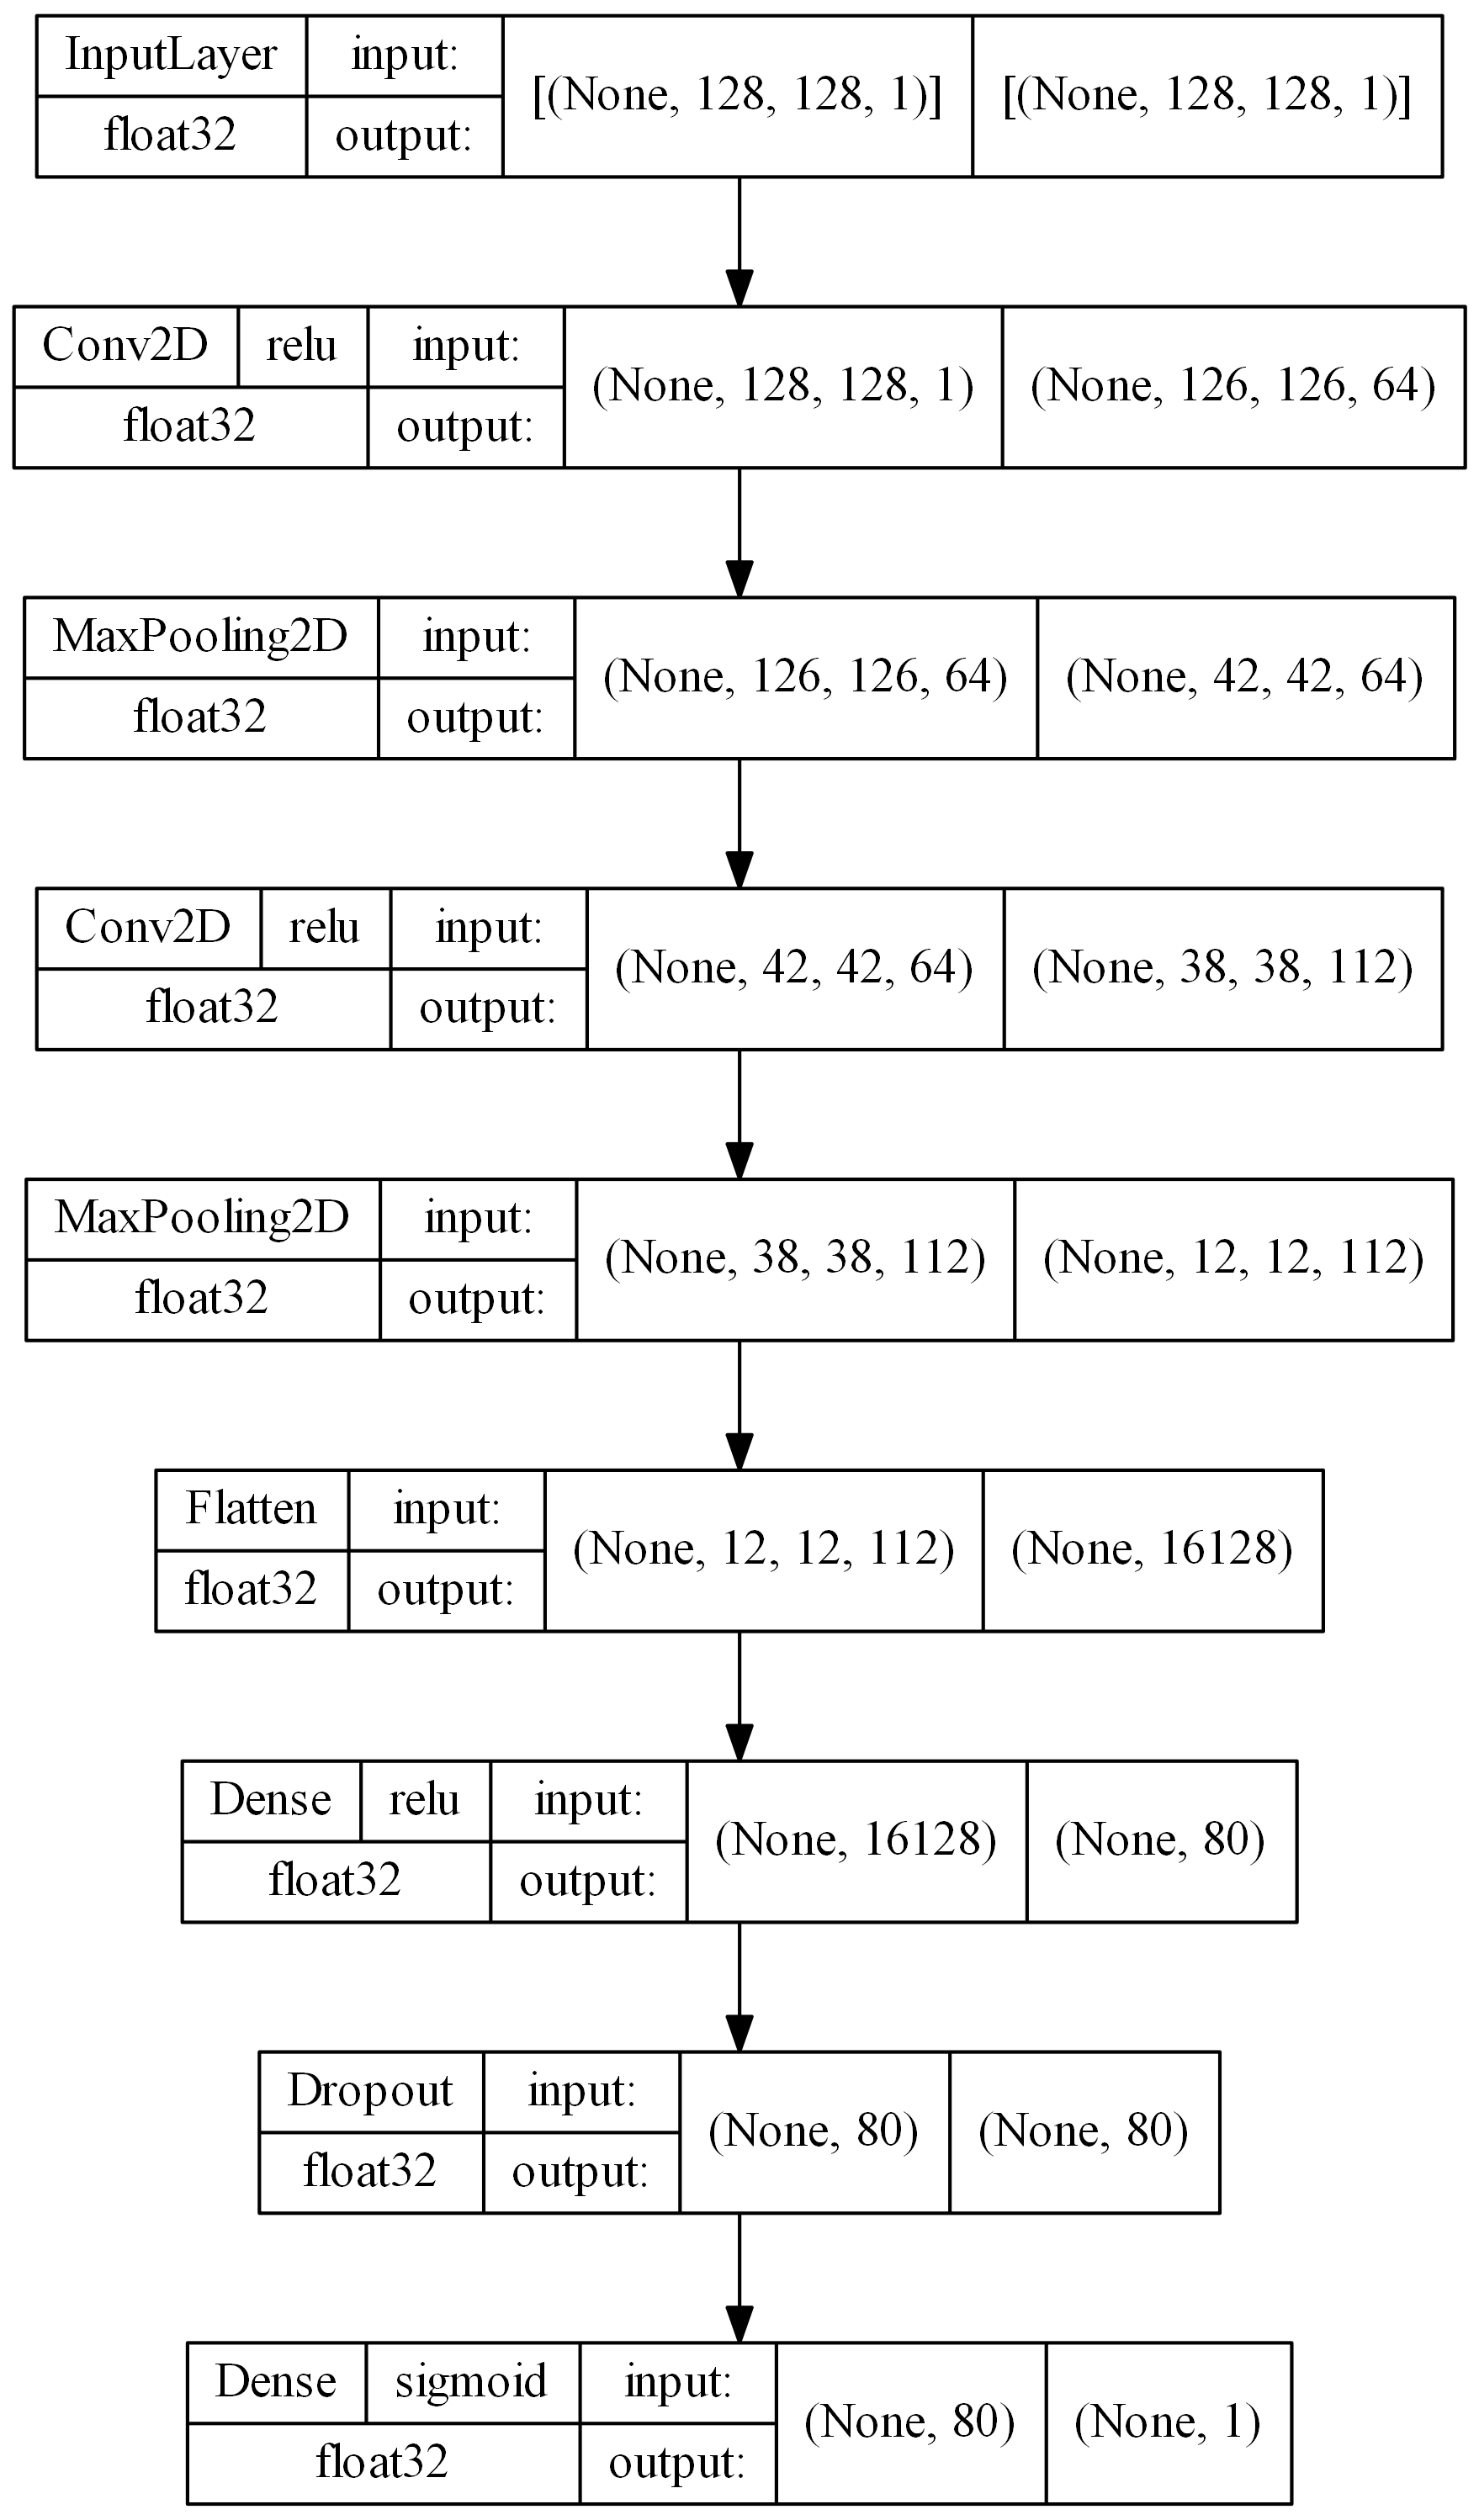 InputLayer input: [(None, 128, 128, 1)] [(None, 128, 128, 1)]
float32 output:
Conv2D relu input: (None, 128, 128, 1) (None, 126, 126, 64)
float32 output:
MaxPooling2D input: (None, 126, 126, 64) (None, 42, 42, 64)
float32 output:
Conv2D relu input: (None, 42, 42, 64) (None, 38, 38, 112)
float32 output:
MaxPooling2D input: (None, 38, 38, 112) (None, 12, 12, 112)
float32 output:
Flatten input: (None, 12, 12, 112) (None, 16128)
float32 output:
Dense relu input: (None, 16128) (None, 80)
float32 output:
Dropout input: (None, 80) (None, 80)
float32 output:
Dense sigmoid input: (None, 80) (None, 1)
float32 output: